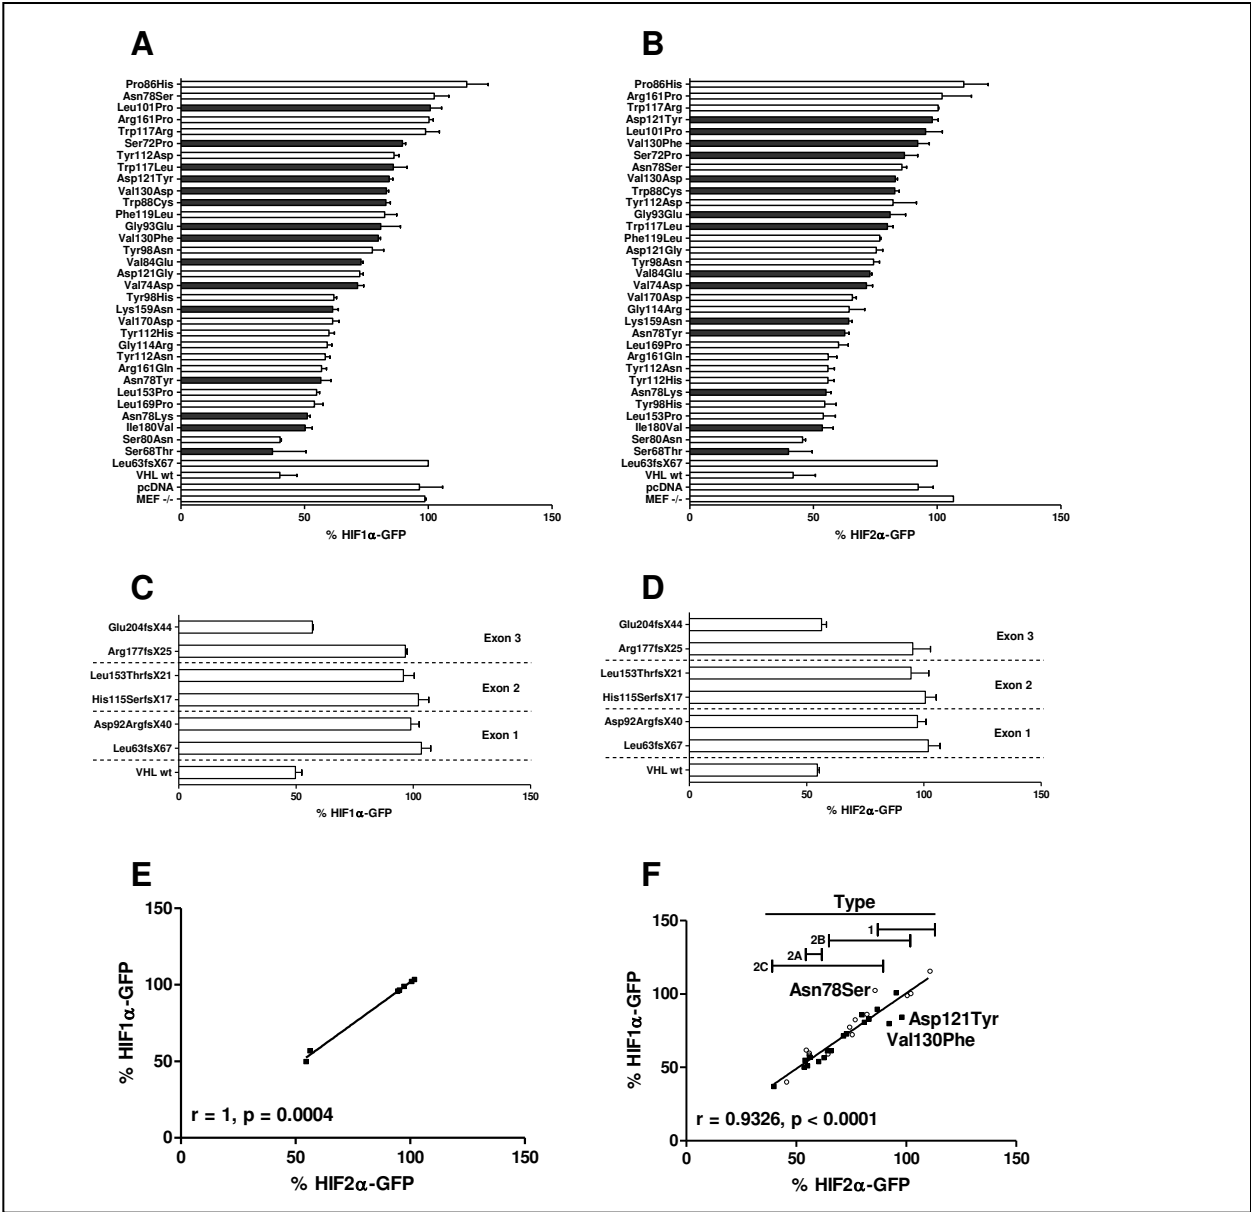 A
Pro86His
Asn78Ser
Leu101Pro
Arg161Pro
Trp117Arg
Ser72Pro
Tyr112Asp
Trp117Leu
Asp121Tyr
Val130Asp
Trp88Cys
Phe119Leu
Gly93Glu
Val130Phe
Tyr98Asn
Val84Glu
Asp121Gly
Val74Asp
Tyr98His
Lys159Asn
Val170Asp
Tyr112His
Gly114Arg
Tyr112Asn
Arg161Gln
Asn78Tyr
Leu153Pro
Leu169Pro
Asn78Lys
Ile180Val
Ser80Asn
Ser68Thr
Leu63fsX67
VHL wt
pcDNA
MEF -/-
0 50 100 150
% HIF1α-GFP
B
Pro86His
Arg161Pro
Trp117Arg
Asp121Tyr
Leu101Pro
Val130Phe
Ser72Pro
Asn78Ser
Val130Asp
Trp88Cys
Tyr112Asp
Gly93Glu
Trp117Leu
Phe119Leu
Asp121Gly
Tyr98Asn
Val84Glu
Val74Asp
Val170Asp
Gly114Arg
Lys159Asn
Asn78Tyr
Leu169Pro
Arg161Gln
Tyr112Asn
Tyr112His
Asn78Lys
Tyr98His
Leu153Pro
Ile180Val
Ser80Asn
Ser68Thr
Leu63fsX67
VHL wt
pcDNA
MEF -/-
0 50 100 150
% HIF2α-GFP
C
Glu204fsX44
Exon 3
Arg177fsX25
Leu153ThrfsX21
Exon 2
His115SerfsX17
Asp92ArgfsX40
Exon 1
Leu63fsX67
VHL wt
0 50 100 150
% HIF1α-GFP
D
Glu204fsX44
Exon 3
Arg177fsX25
Leu153ThrfsX21
Exon 2
His115SerfsX17
Asp92ArgfsX40
Exon 1
Leu63fsX67
VHL wt
0 50 100 150
% HIF2α-GFP
E
% HIF1α-GFP
150
100
50
0
r = 1, p = 0.0004
0 50 100 150
% HIF2α-GFP
F
% HIF1α-GFP
Type
150
1
2B
2A
2C
Asn78Ser
100
Asp121Tyr
Val130Phe
50
r = 0.9326, p < 0.0001
0
0 50 100 150
% HIF2α-GFP